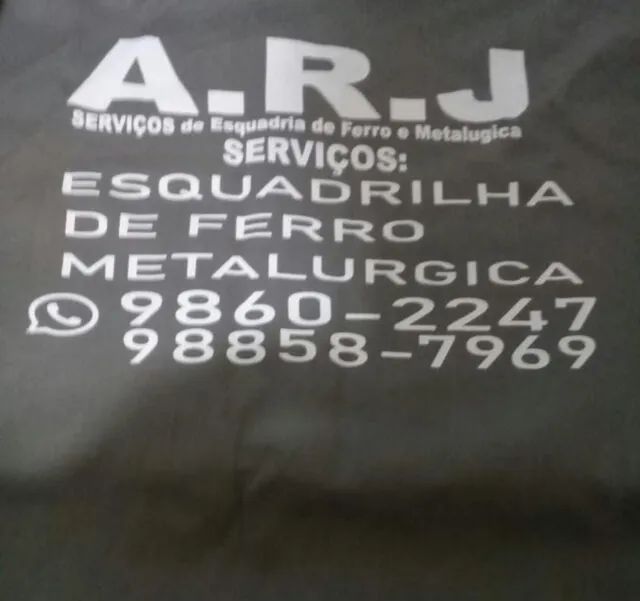 A.R.J
SERVIÇOS de Esquadria de Ferro e Metalugica
SERVIÇOS:
ESQUADRILHA
DE FERRO
METALURGICA
9860-2247
98858-7969